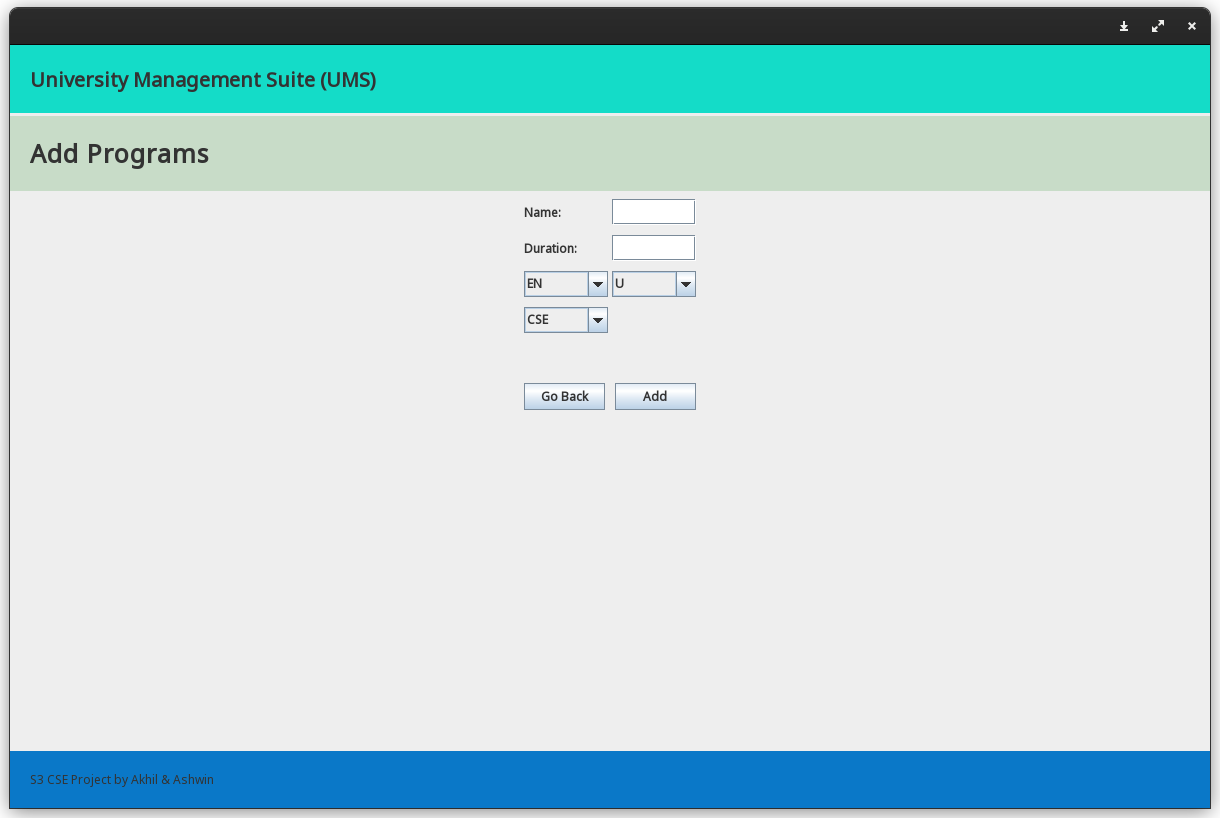 University Management Suite (UMS)
Add Programs
Name:
Duration:
EN U
CSE
Go Back Add
S3 CSE Project by Akhil & Ashwin